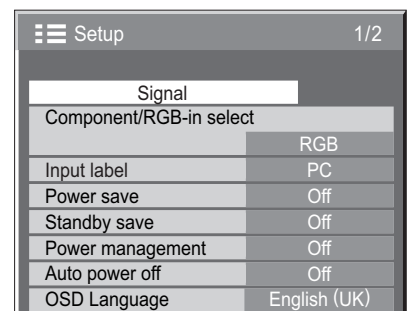 Setup 1/2
Signal
Component/RGB-in select
RGB
Input label PC
Power save Off
Standby save Off
Power management Off
Auto power off Off
OSD Language English (UK)